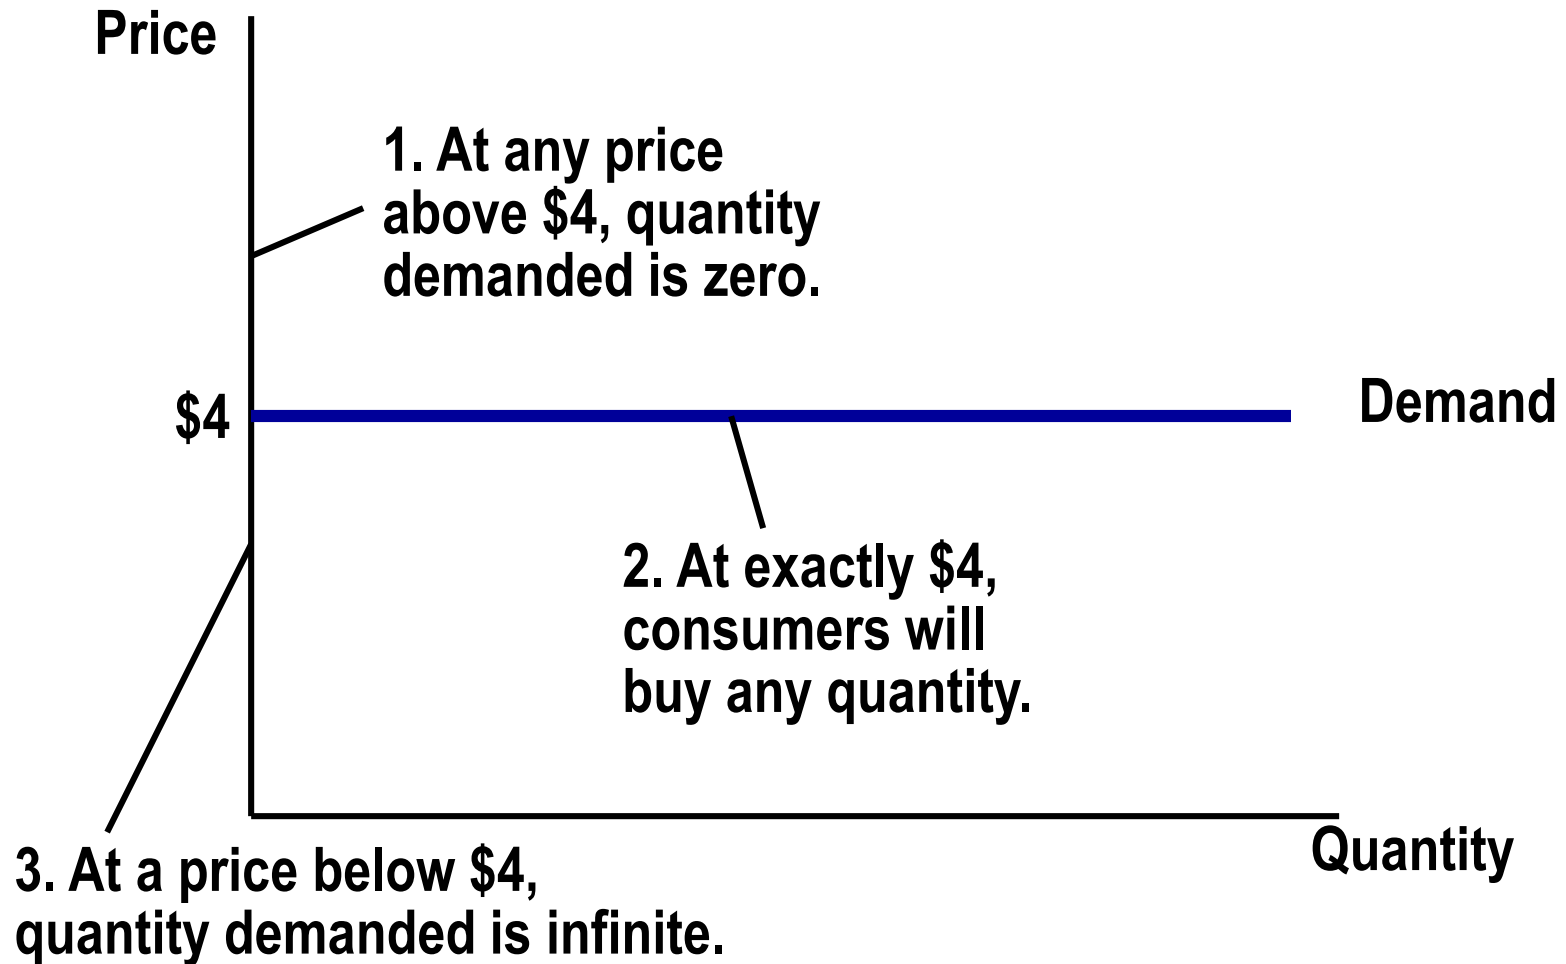 Price
1. At any price
above $4, quantity
demanded is zero.
$4
Demand
2. At exactly $4,
consumers will
buy any quantity.
Quantity
3. At a price below $4,
quantity demanded is infinite.